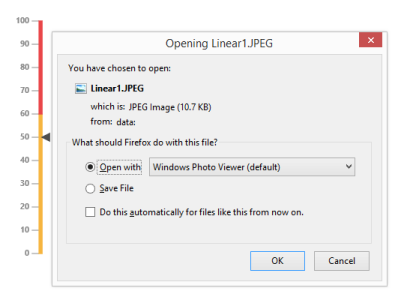 100
90
80
70
60
50
40
30
20
10
0
Opening Linear1.JPEG
You have chosen to open:
Linear1.JPEG
which is: JPEG Image (10.7 KB)
from: data:
What should Firefox do with this file?
Open with Windows Photo Viewer (default)
Save File
Do this automatically for files like this from now on.
OK Cancel